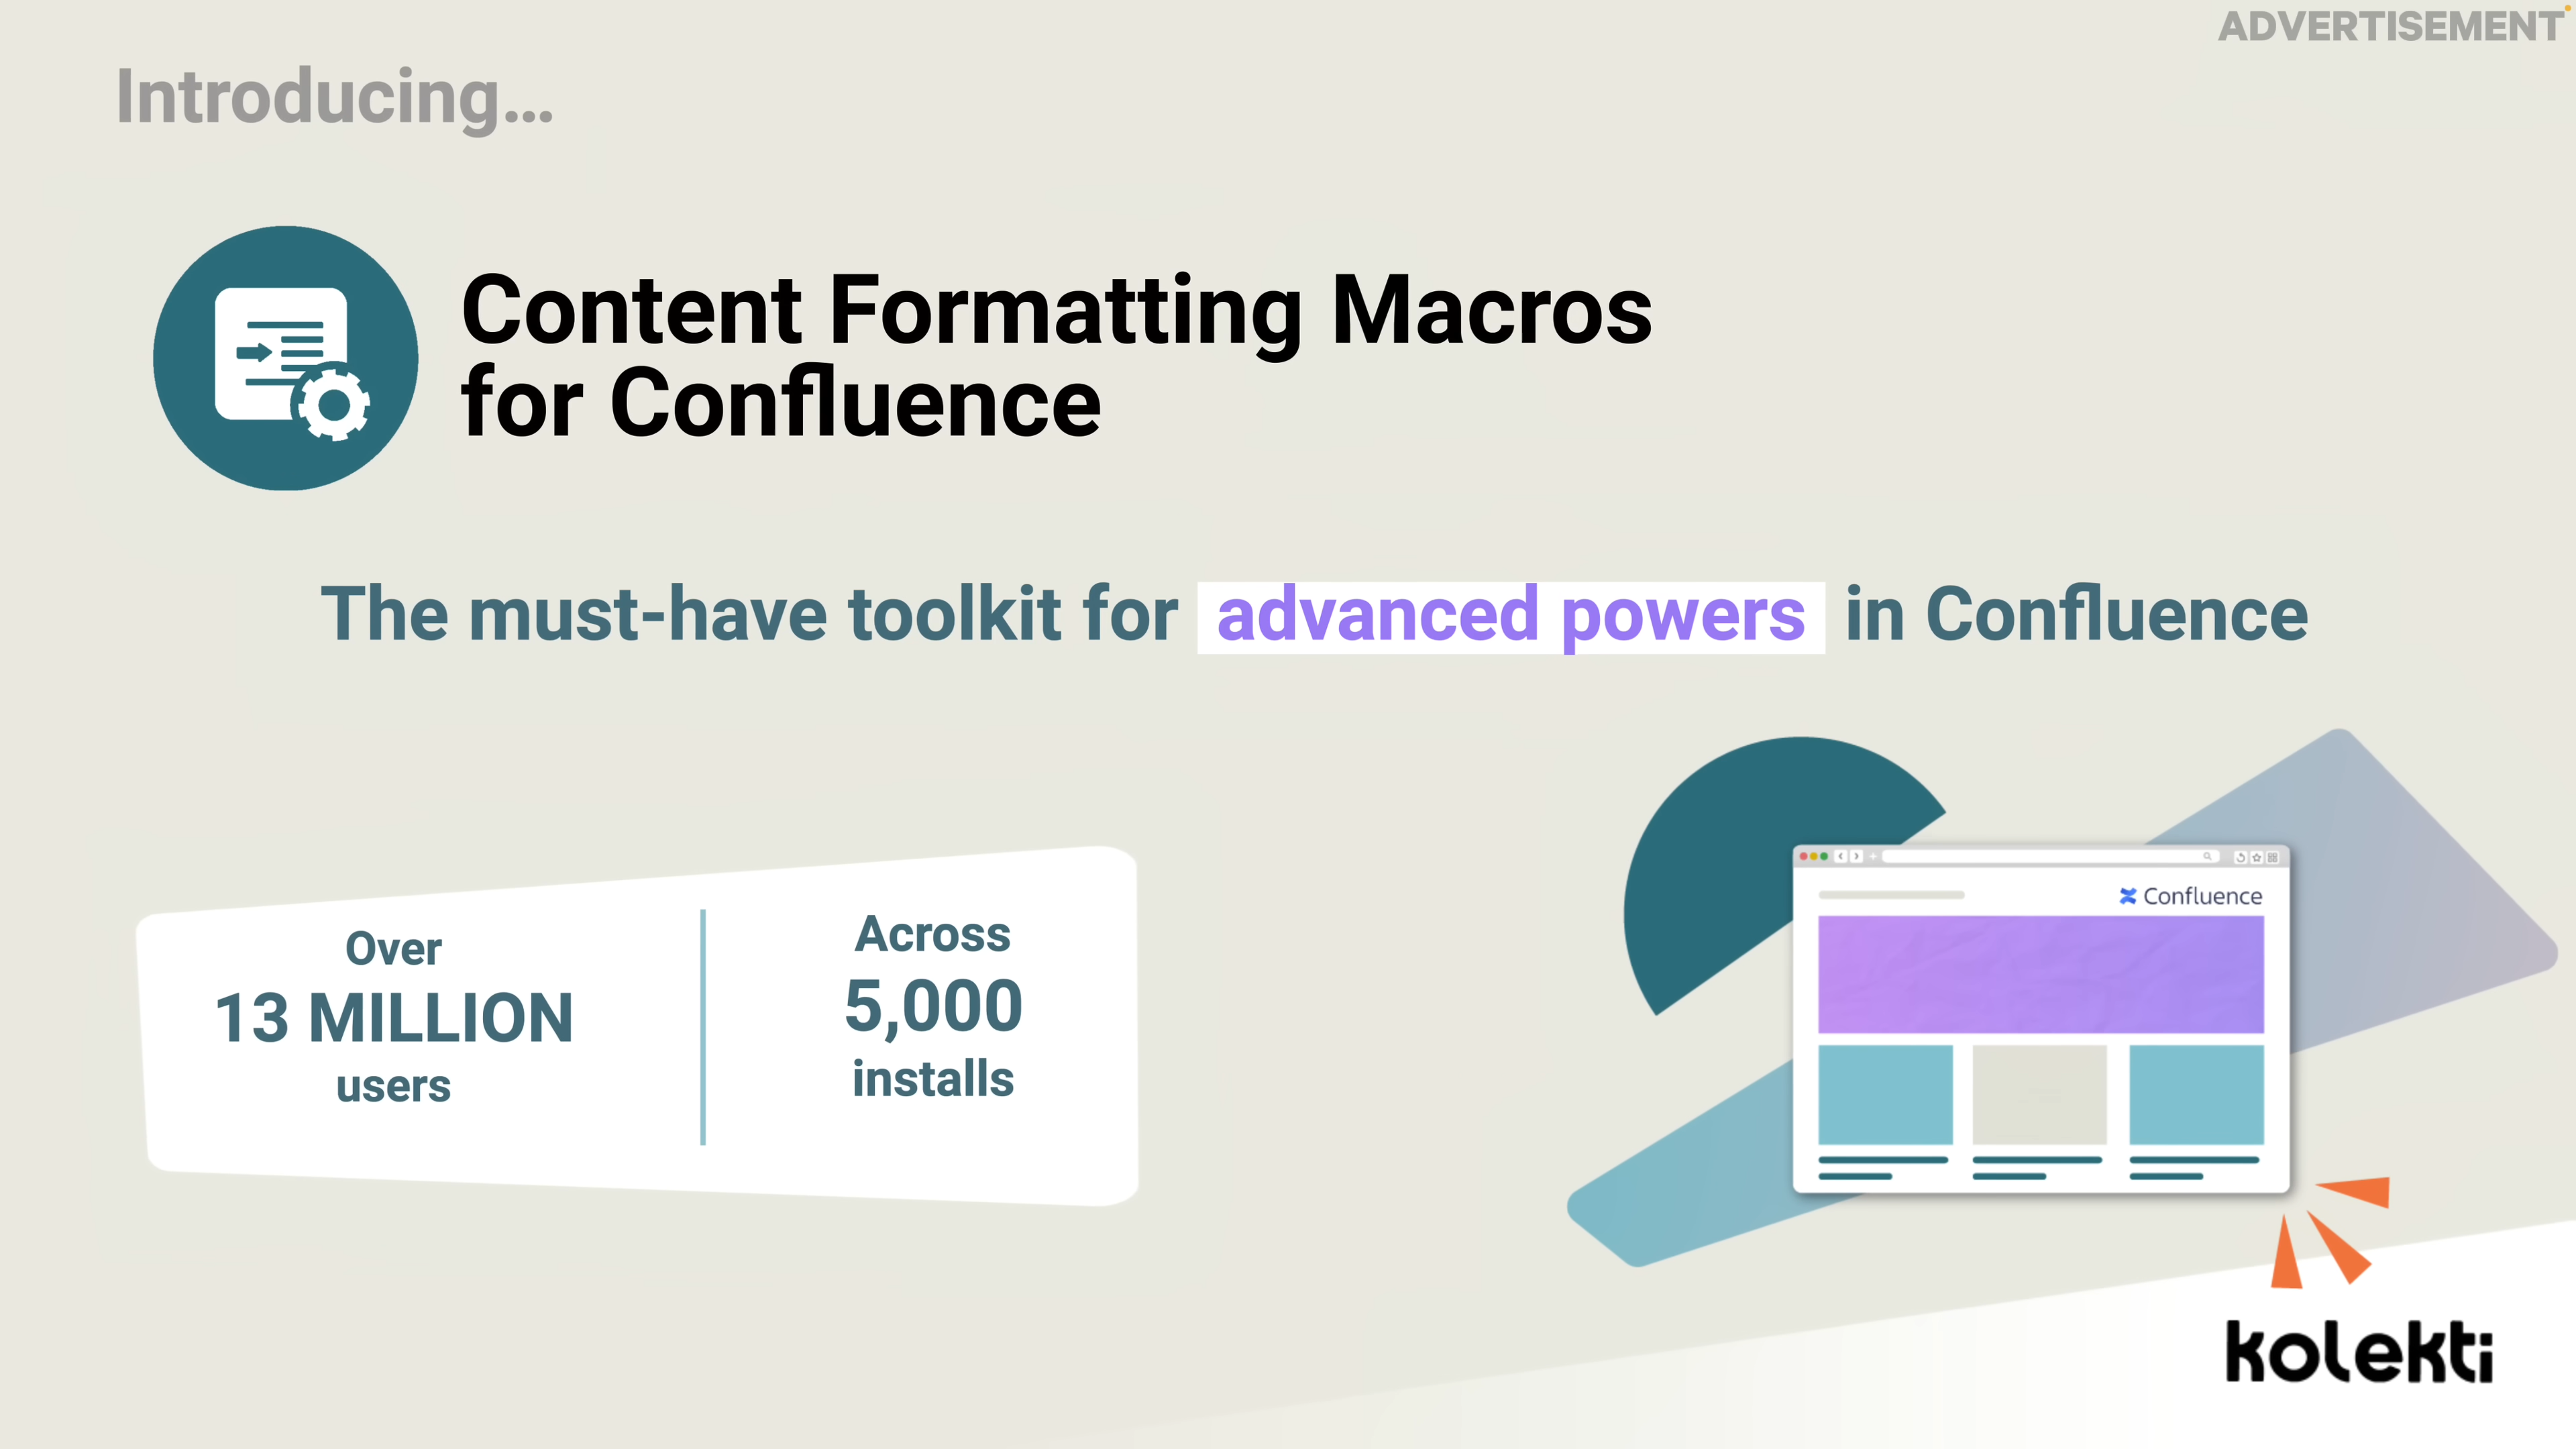 ADVERTISEMENT
Introducing...
Content Formatting Macros
for Confluence
The must-have toolkit for advanced powers in Confluence
Over
13 MILLION
users
Across
5,000
installs
Confluence
kolekti